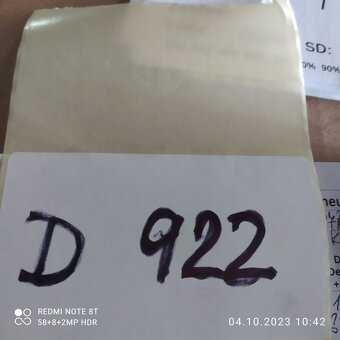 SD:
0% 90%
D 922
REDMI NOTE 8T
58+8+2MP HDR
04.10.2023 10:42